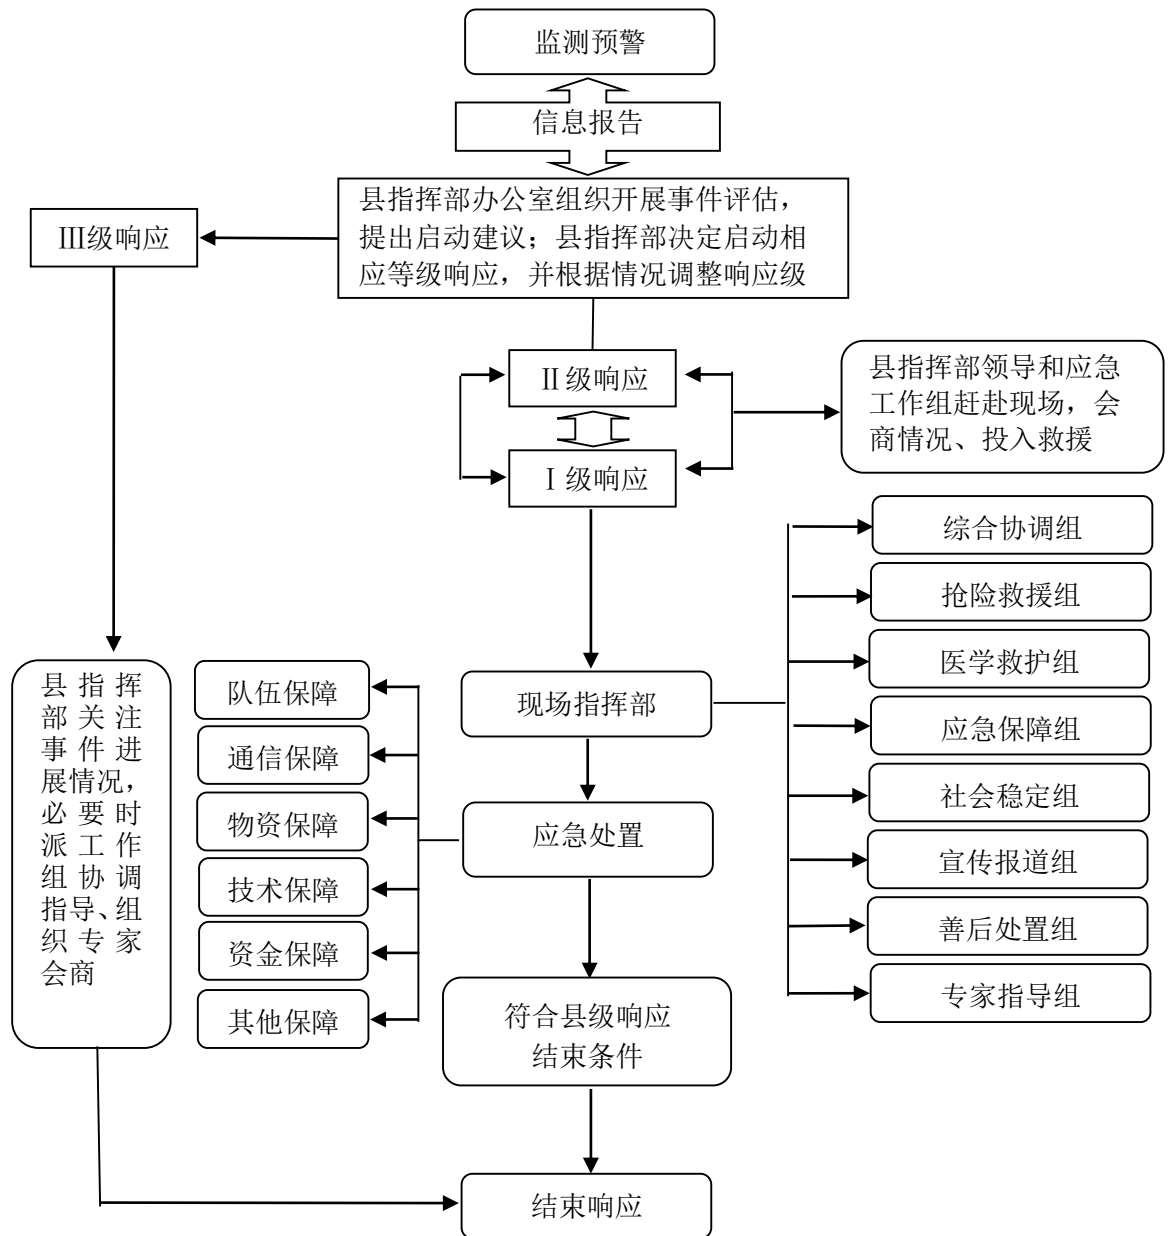 监测预警
信息报告
县指挥部办公室组织开展事件评估，
提出启动建议；县指挥部决定启动相
应等级响应，并根据情况调整响应级
Ⅲ级响应
Ⅱ级响应
Ⅰ级响应
县指挥部领导和应急
工作组赶赴现场，会
商情况、投入救援
综合协调组
抢险救援组
医学救护组
应急保障组
社会稳定组
宣传报道组
善后处置组
专家指导组
现场指挥部
队伍保障
通信保障
物资保障
技术保障
资金保障
其他保障
应急处置
县指挥
部关注
事件进
展情况，
必要时
派工作
组协调
指导、组
织专家
会商
符合县级响应
结束条件
结束响应